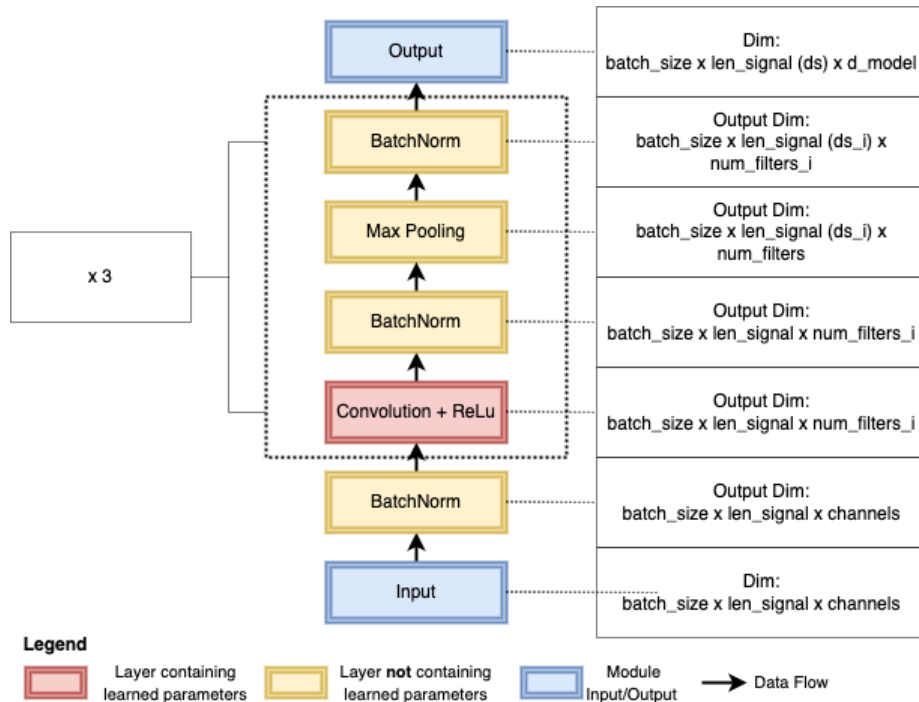 Output
Dim:
batch_size x len_signal (ds) x d_model
BatchNorm
Output Dim:
batch_size x len_signal (ds_i) x
num_filters_i
Max Pooling
Output Dim:
batch_size x len_signal (ds_i) x
num_filters
x 3
BatchNorm
Output Dim:
batch_size x len_signal x num_filters_i
Convolution + ReLu
Output Dim:
batch_size x len_signal x num_filters_i
BatchNorm
Output Dim:
batch_size x len_signal x channels
Input
Dim:
batch_size x len_signal x channels
Legend
Layer containing
learned parameters
Layer not containing
learned parameters
Module
Input/Output
Data Flow